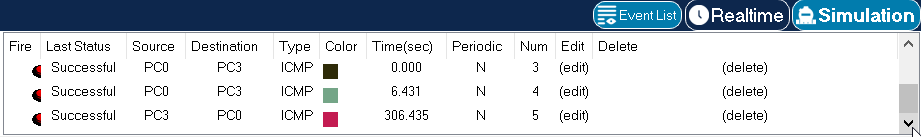 Event List Realtime Simulation
Fire Last Status Source Destination Type Color Time(sec) Periodic Num Edit Delete
Successful PC0 PC3 ICMP 0.000 N 3 (edit) (delete)
Successful PC0 PC3 ICMP 6.431 N 4 (edit) (delete)
Successful PC3 PC0 ICMP 306.435 N 5 (edit) (delete)